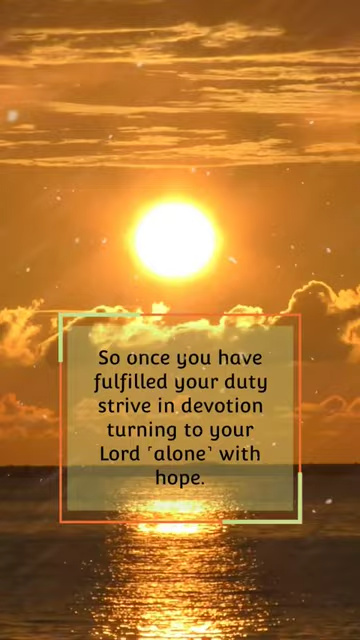 So once you have
fulfilled your duty
strive in devotion
turning to your
Lord ˹alone˺ with
hope.